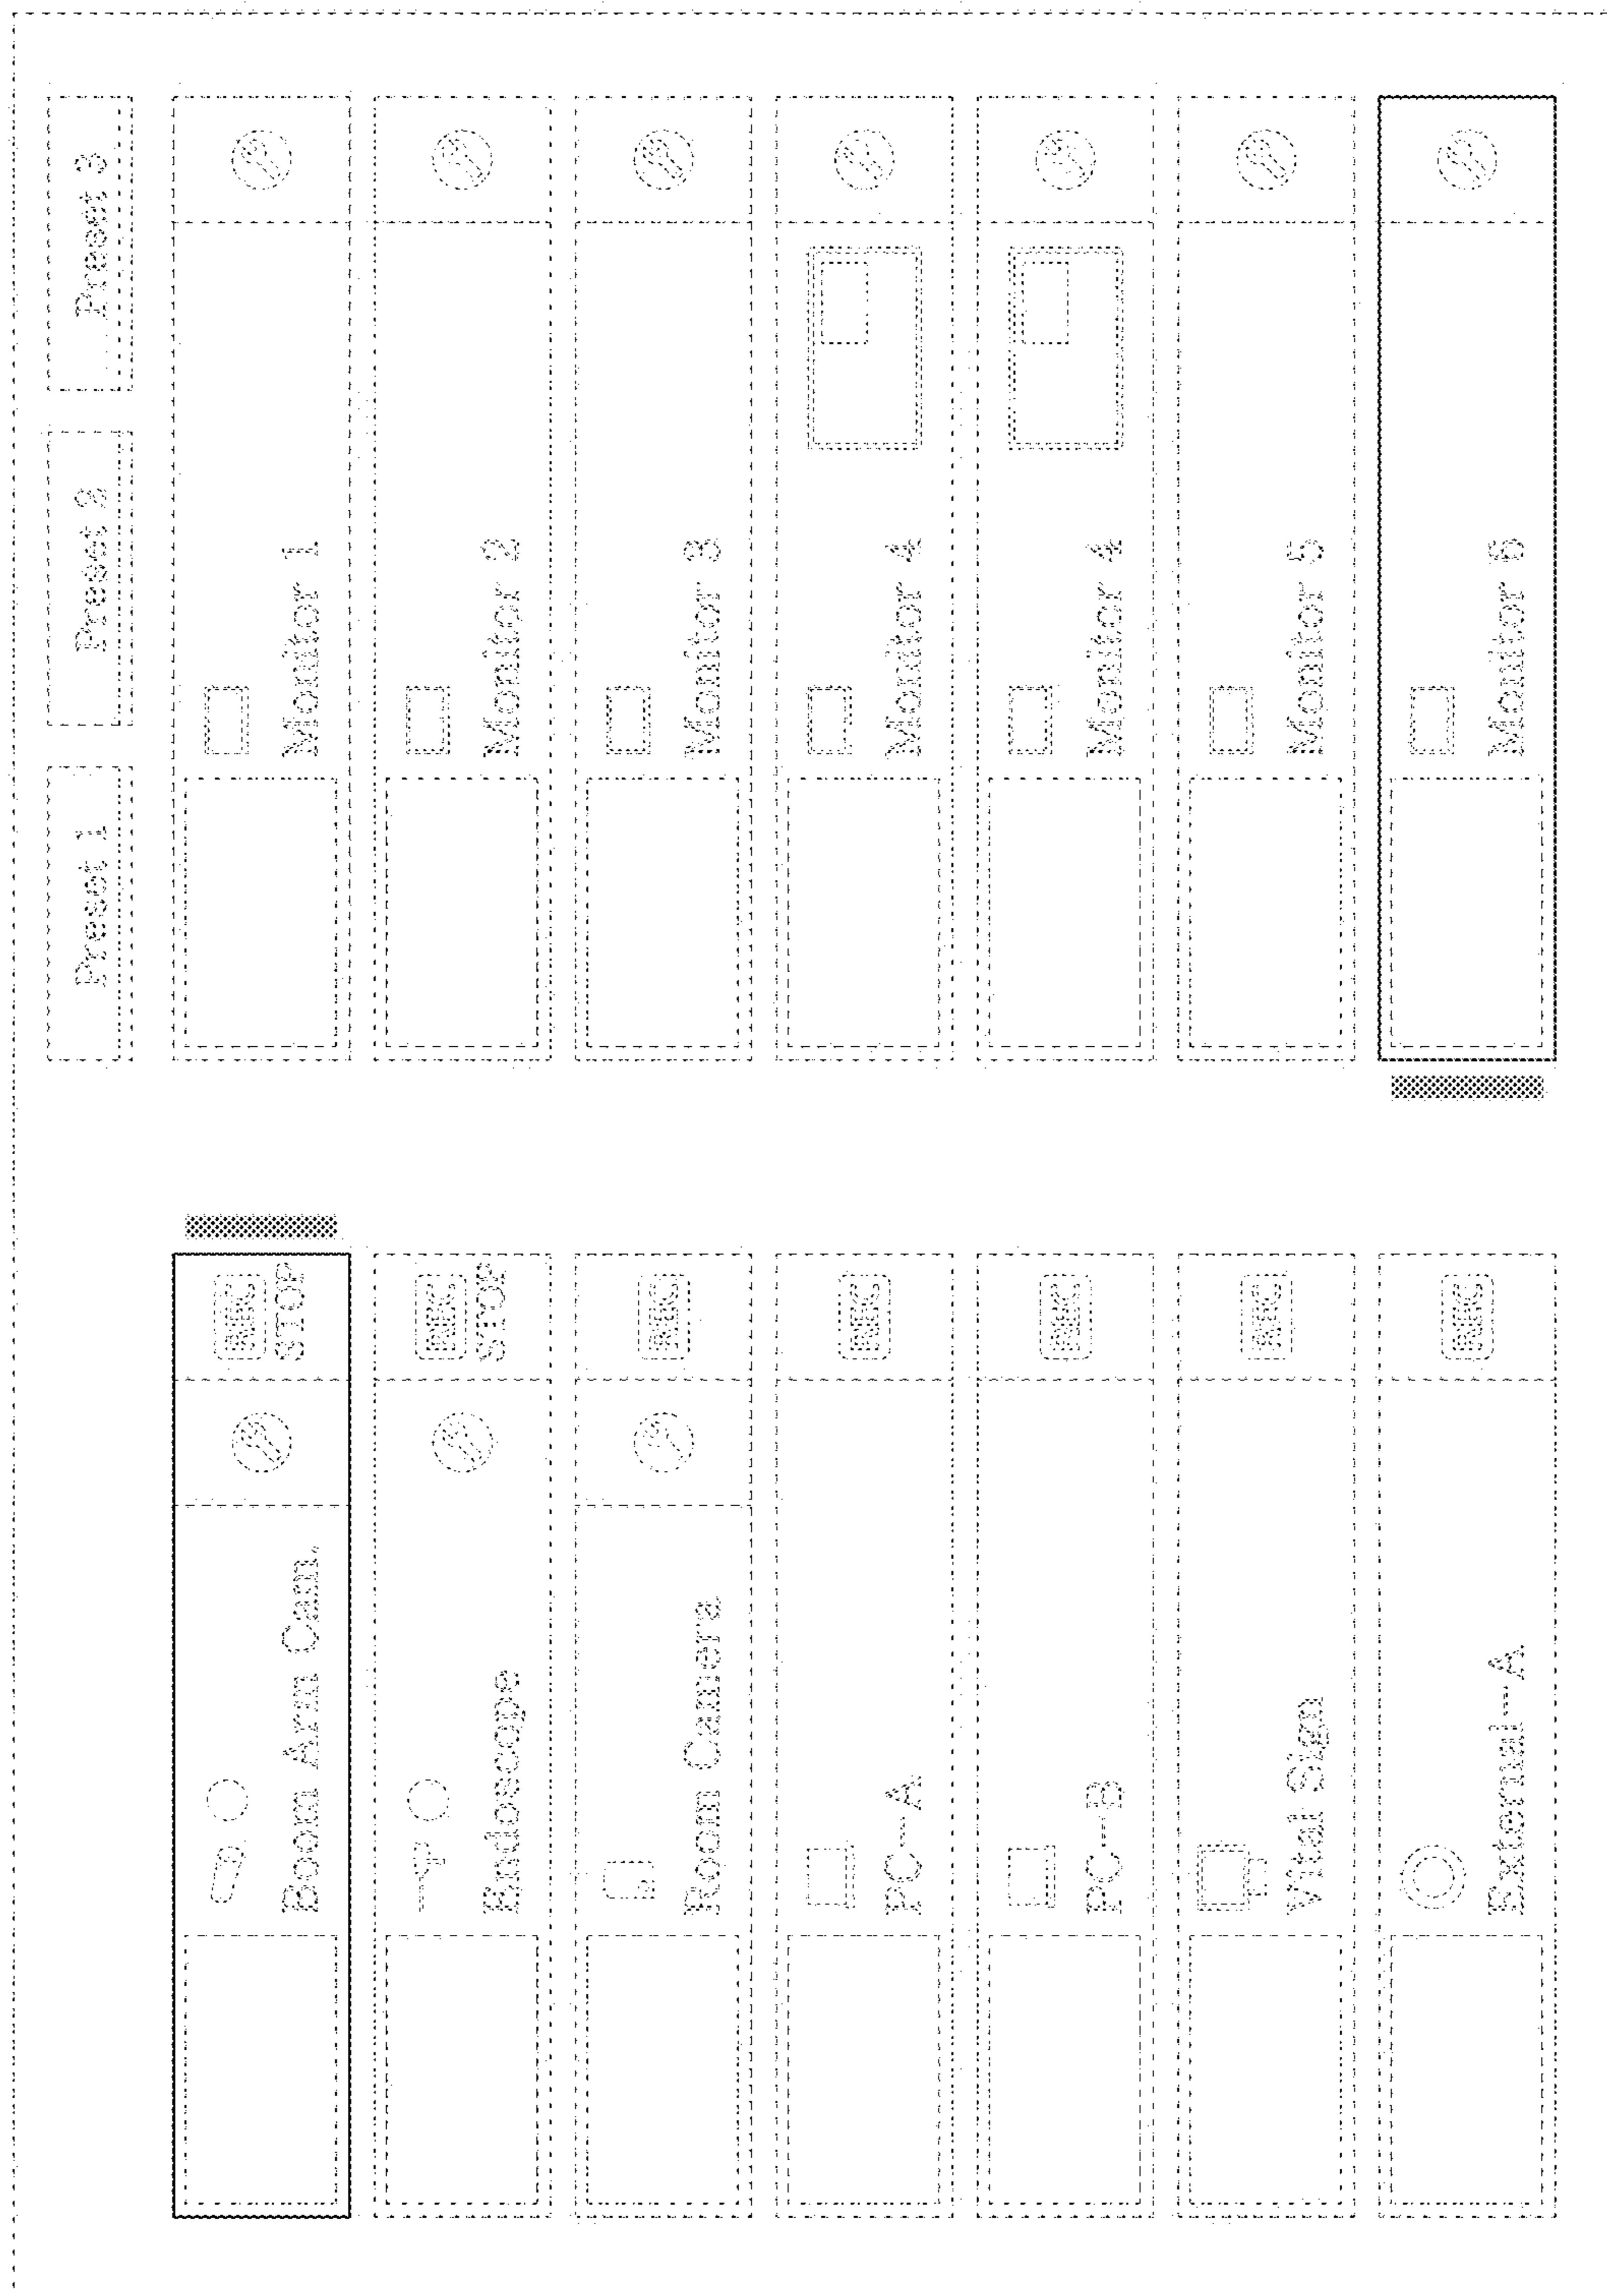 Preset 1 Preset 2 Preset 3
REC
STOP
Boom Arm Cam.
REC
STOP
Endoscope
REC
Room Camera
REC
PC-A
REC
PC-B
REC
Vital Sign
REC
External-A
Monitor 1
Monitor 2
Monitor 3
Monitor 4
Monitor 4
Monitor 5
Monitor 6